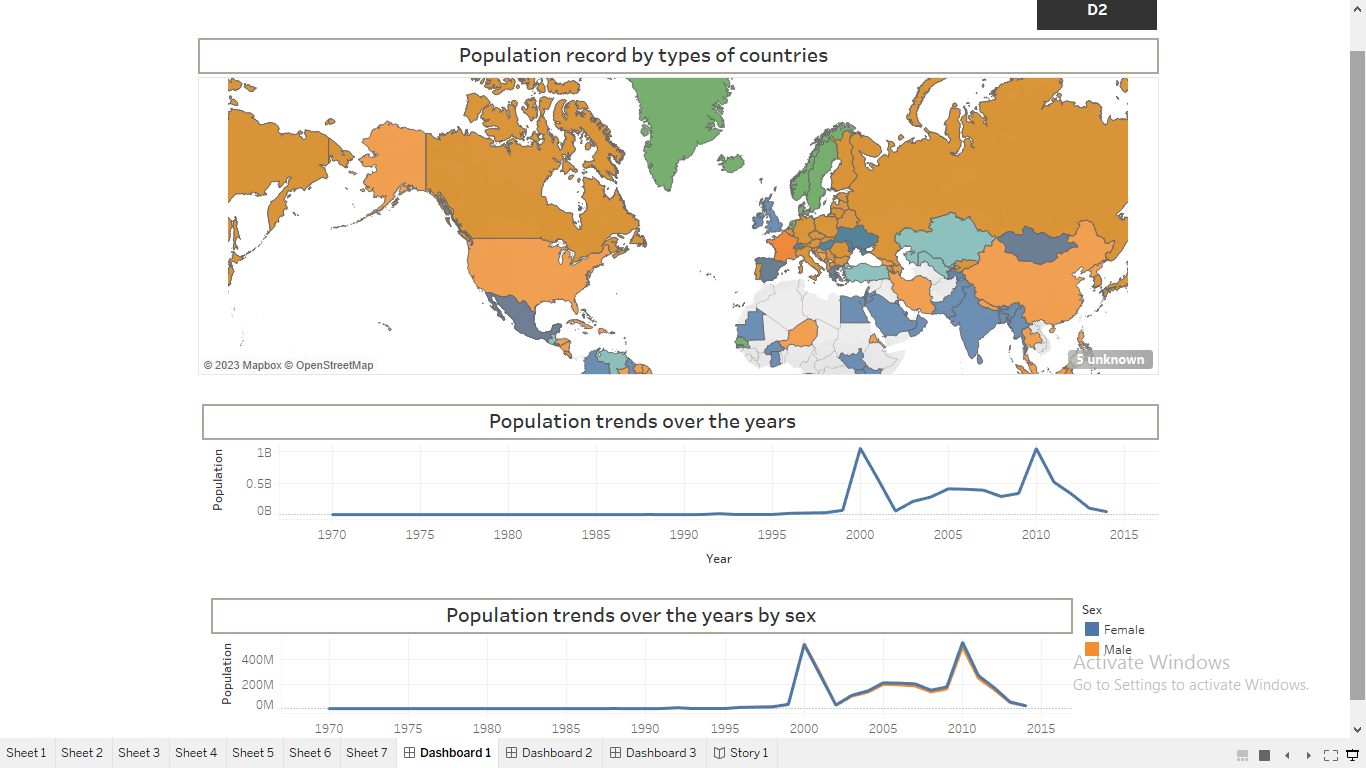 D2
Population record by types of countries
© 2023 Mapbox © OpenStreetMap
5 unknown
Population trends over the years
Population
1B
0.5B
0B
1970 1975 1980 1985 1990 1995 2000 2005 2010 2015
Year
Population trends over the years by sex
Sex
Female
Male
Population
400M
200M
0M
1970 1975 1980 1985 1990 1995 2000 2005 2010 2015
Activate Windows
Go to Settings to activate Windows.
Sheet 1 Sheet 2 Sheet 3 Sheet 4 Sheet 5 Sheet 6 Sheet 7 Dashboard 1 Dashboard 2 Dashboard 3 Story 1